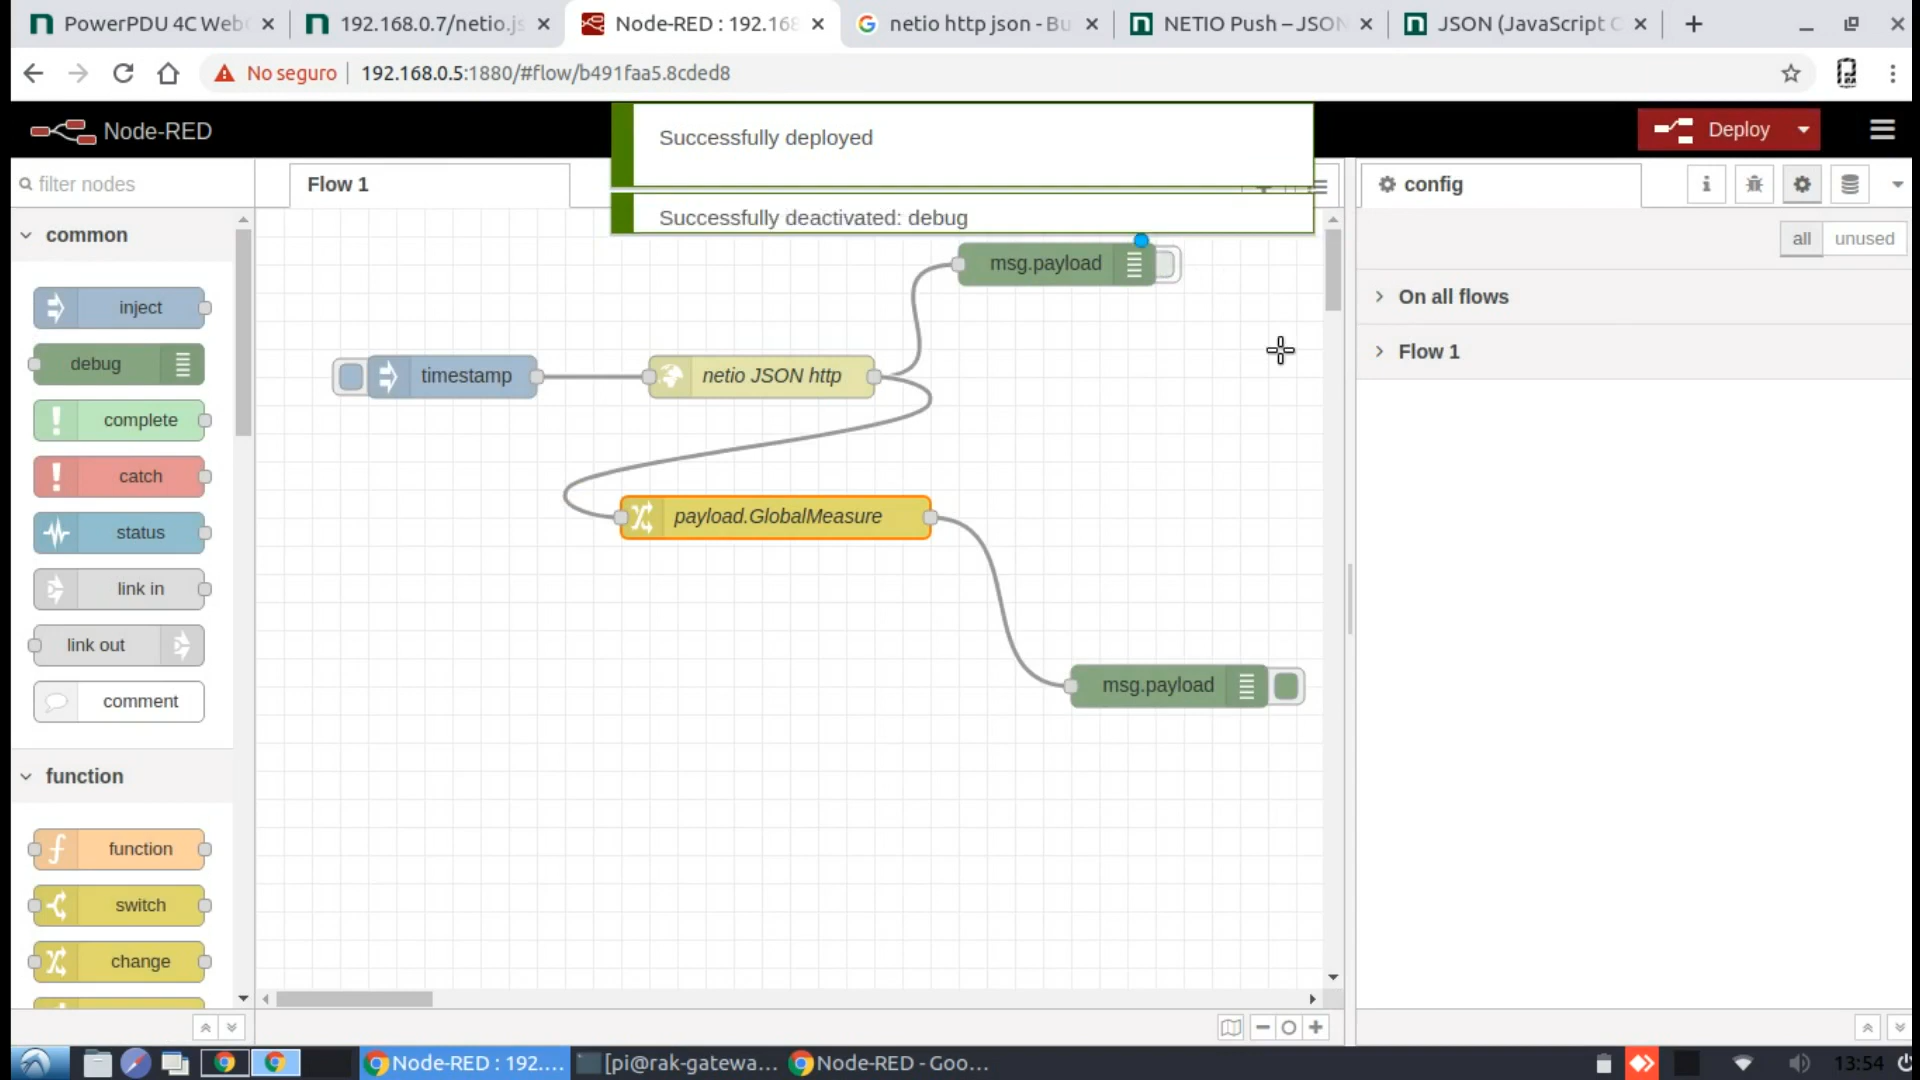 PowerPDU 4C Web
192.168.0.7/netio.js
Node-RED : 192.168
netio http json - Bu
NETIO Push – JSON
JSON (JavaScript O
No seguro
192.168.0.5:1880/#flow/b491faa5.8cded8
Node-RED
Deploy
Successfully deployed
Successfully deactivated: debug
filter nodes
Flow 1
config
all
unused
On all flows
Flow 1
common
inject
debug
complete
catch
status
link in
link out
comment
function
function
switch
change
timestamp
netio JSON http
msg.payload
payload.GlobalMeasure
msg.payload
Node-RED : 192....
[pi@rak-gatewa...
Node-RED - Goo...
13:54